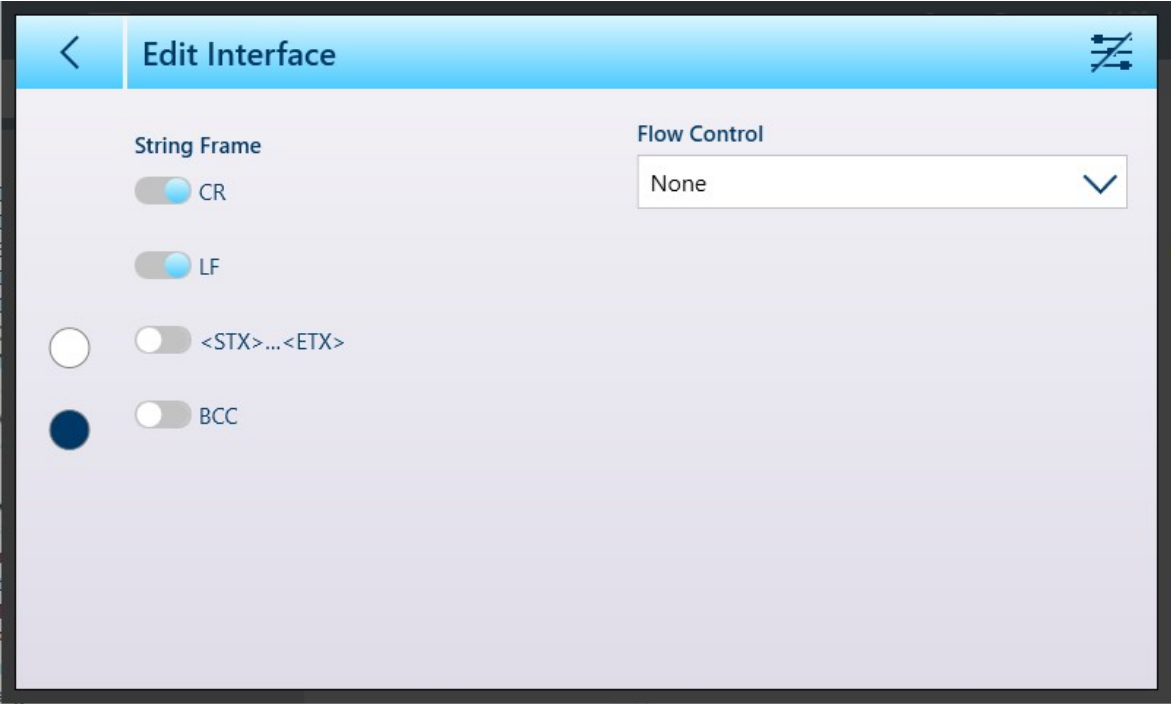 Edit Interface
String Frame
CR
LF
<STX>...<ETX>
BCC
Flow Control
None